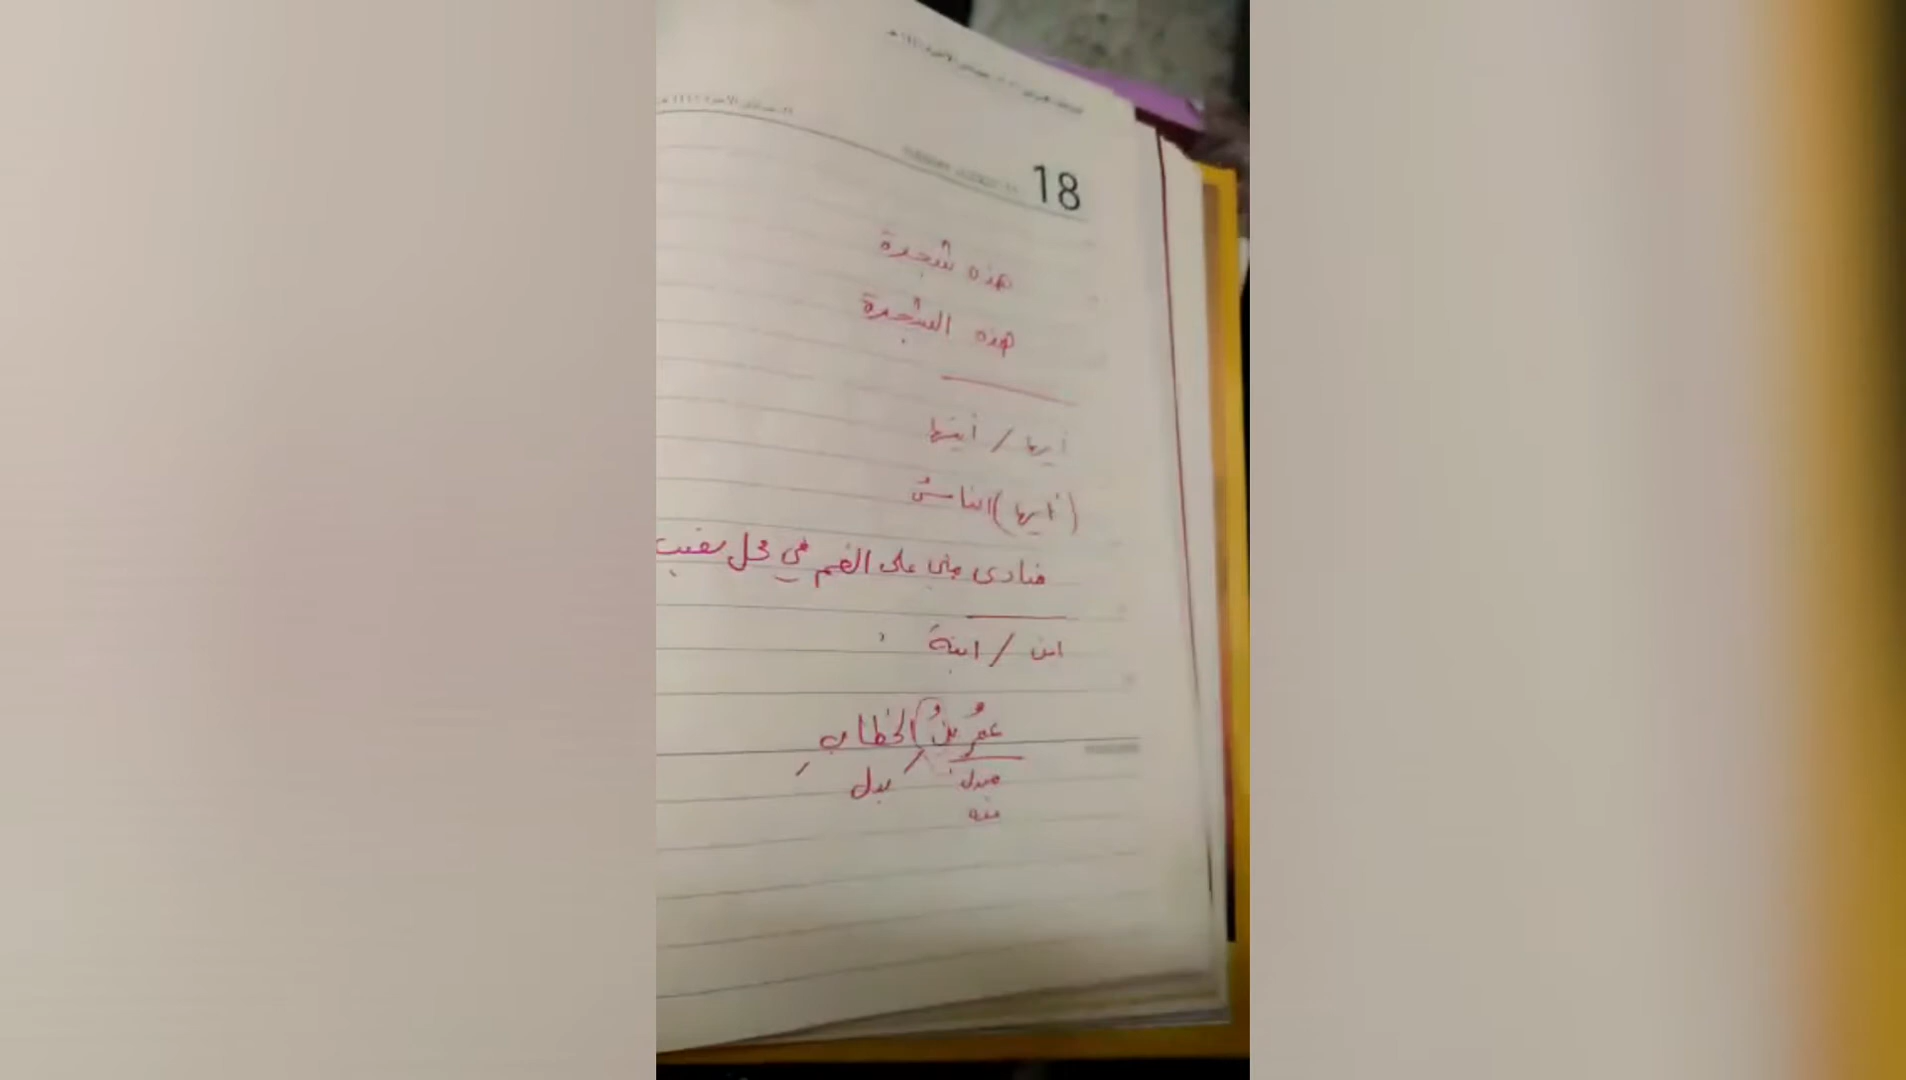 18
هذه شجرة
هذه الشجرة
أيها / أيتها
(أيها) الناسُ
منادى مبني على الضم في محل نصب
ابن / ابنة
عمرُ بنُ الخطاب
مبدل بدل
منه